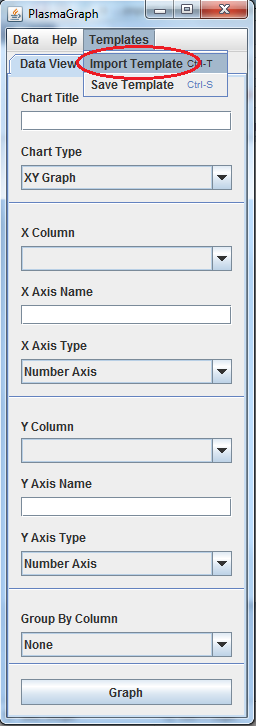 PlasmaGraph
Data Help Templates
Data View Import Template Ctrl-T
Save Template Ctrl-S
Chart Title
Chart Type
XY Graph
X Column
X Axis Name
X Axis Type
Number Axis
Y Column
Y Axis Name
Y Axis Type
Number Axis
Group By Column
None
Graph